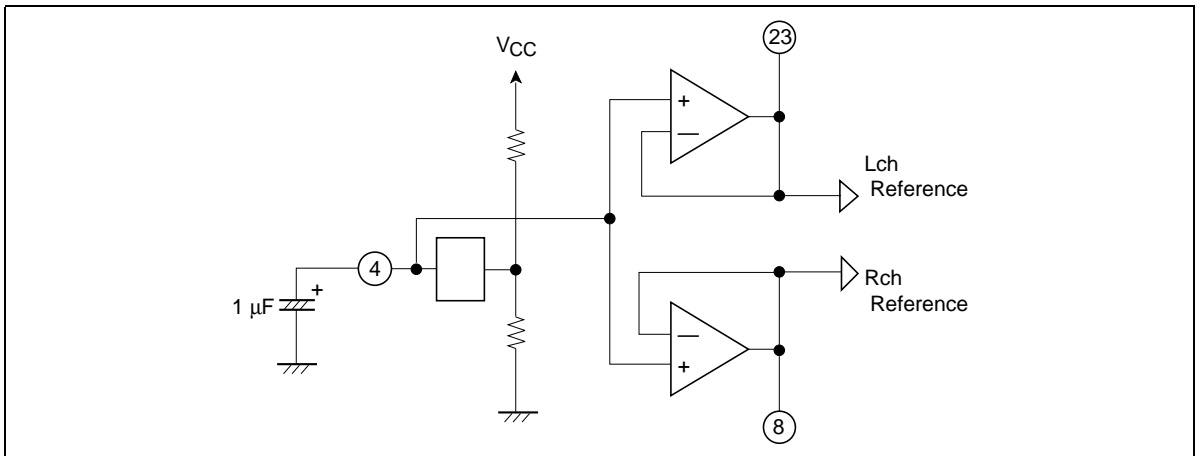 VCC
23
+
—
Lch
Reference
4
+
1 μF
Rch
Reference
—
+
8